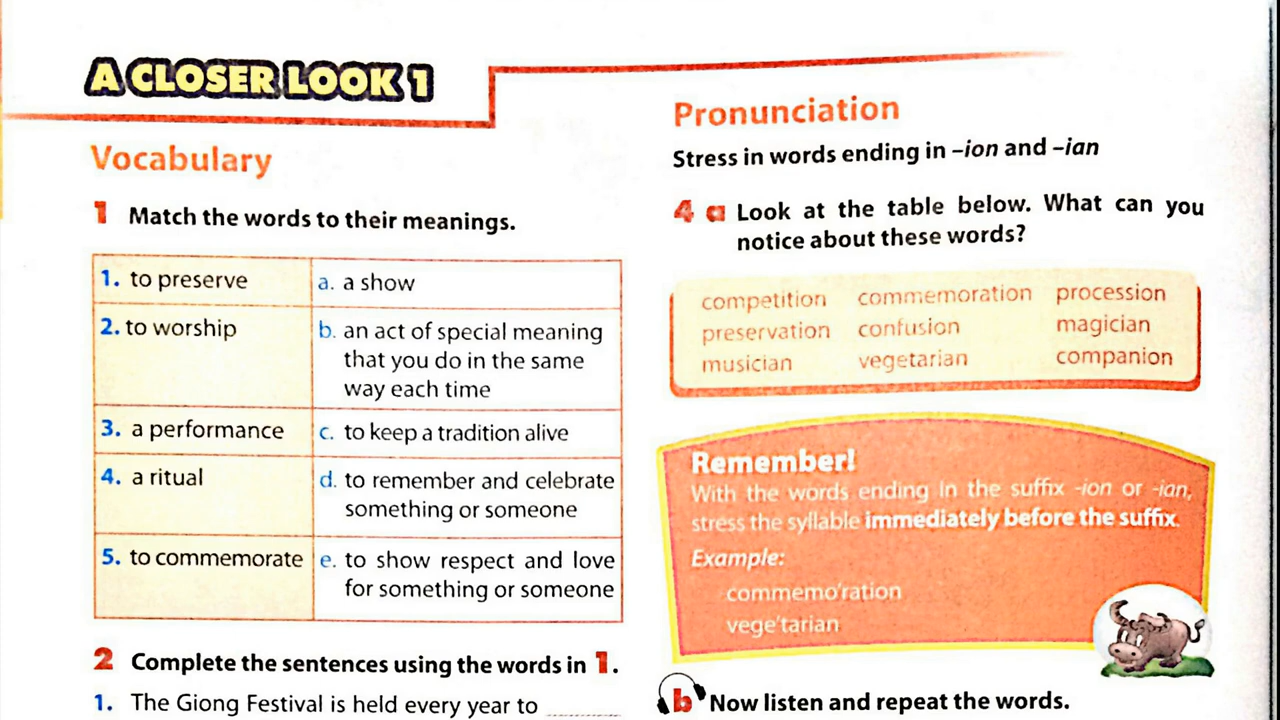 A CLOSER LOOK 1
Vocabulary
1 Match the words to their meanings.
1. to preserve
a. a show
2. to worship
b. an act of special meaning
that you do in the same
way each time
3. a performance
c. to keep a tradition alive
4. a ritual
d. to remember and celebrate
something or someone
5. to commemorate
e. to show respect and love
for something or someone
2 Complete the sentences using the words in 1.
1. The Giong Festival is held every year to ........
Pronunciation
Stress in words ending in –ion and –ian
4 a Look at the table below. What can you
notice about these words?
competition commemoration procession
preservation confusion magician
musician vegetarian companion
Remember!
With the words ending in the suffix -ion or -ian,
stress the syllable immediately before the suffix.
Example:
commemo'ration
vege'tarian
b Now listen and repeat the words.